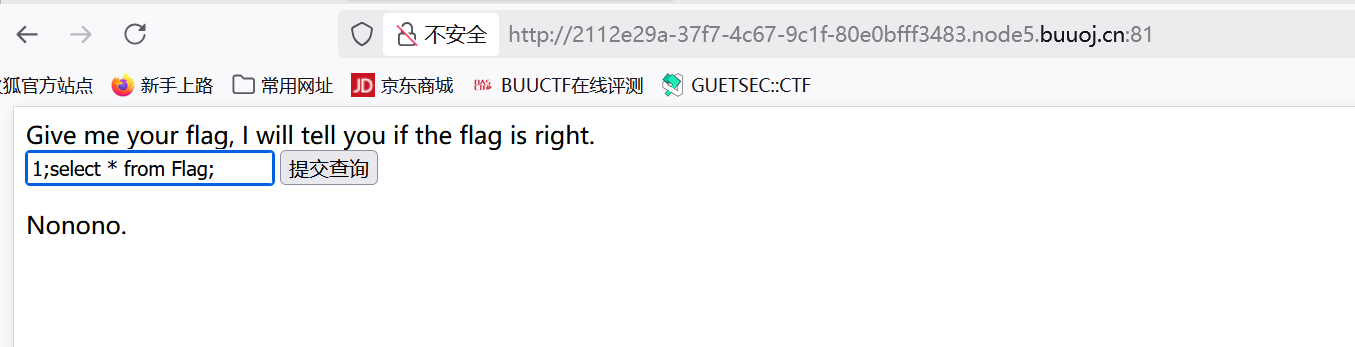 不安全 http://2112e29a-37f7-4c67-9c1f-80e0bfff3483.node5.buuoj.cn:81
狐官方站点 新手上路 常用网址 JD 京东商城 BUUCTF在线评测 GUETSEC::CTF
Give me your flag, I will tell you if the flag is right.
1;select * from Flag; 提交查询
Nonono.